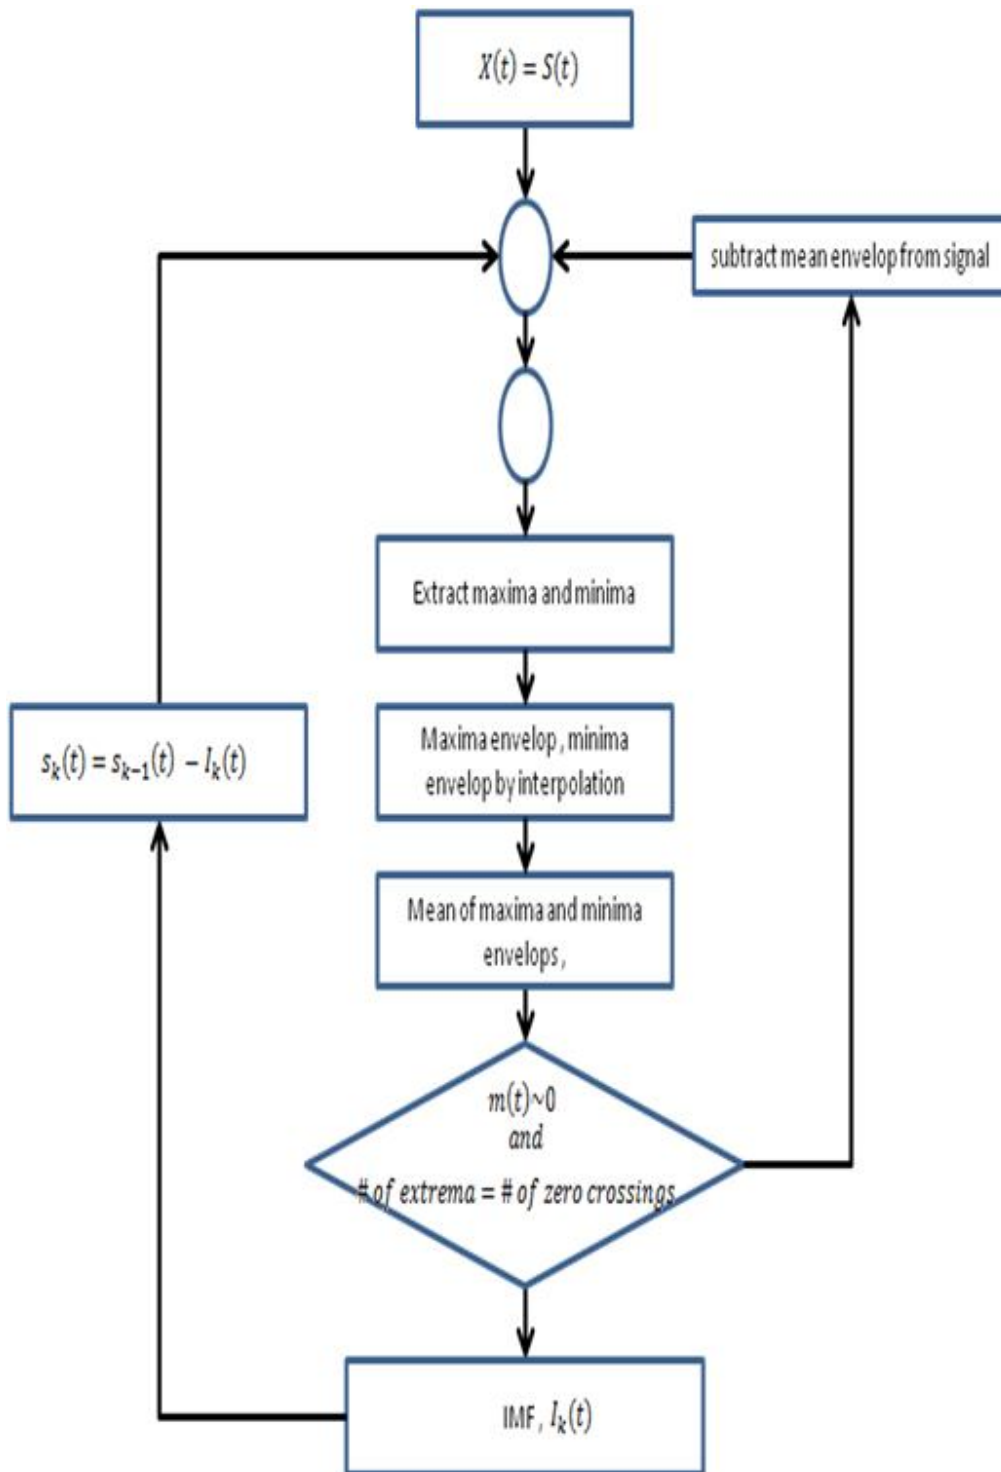 X(t) = S(t)
subtract mean envelop from signal
Extract maxima and minima
Maxima envelop , minima
envelop by interpolation
s_k(t) = s_{k-1}(t) - I_k(t)
Mean of maxima and minima
envelops ,
m(t)~0
and
# of extrema = # of zero crossings
IMF, I_k(t)